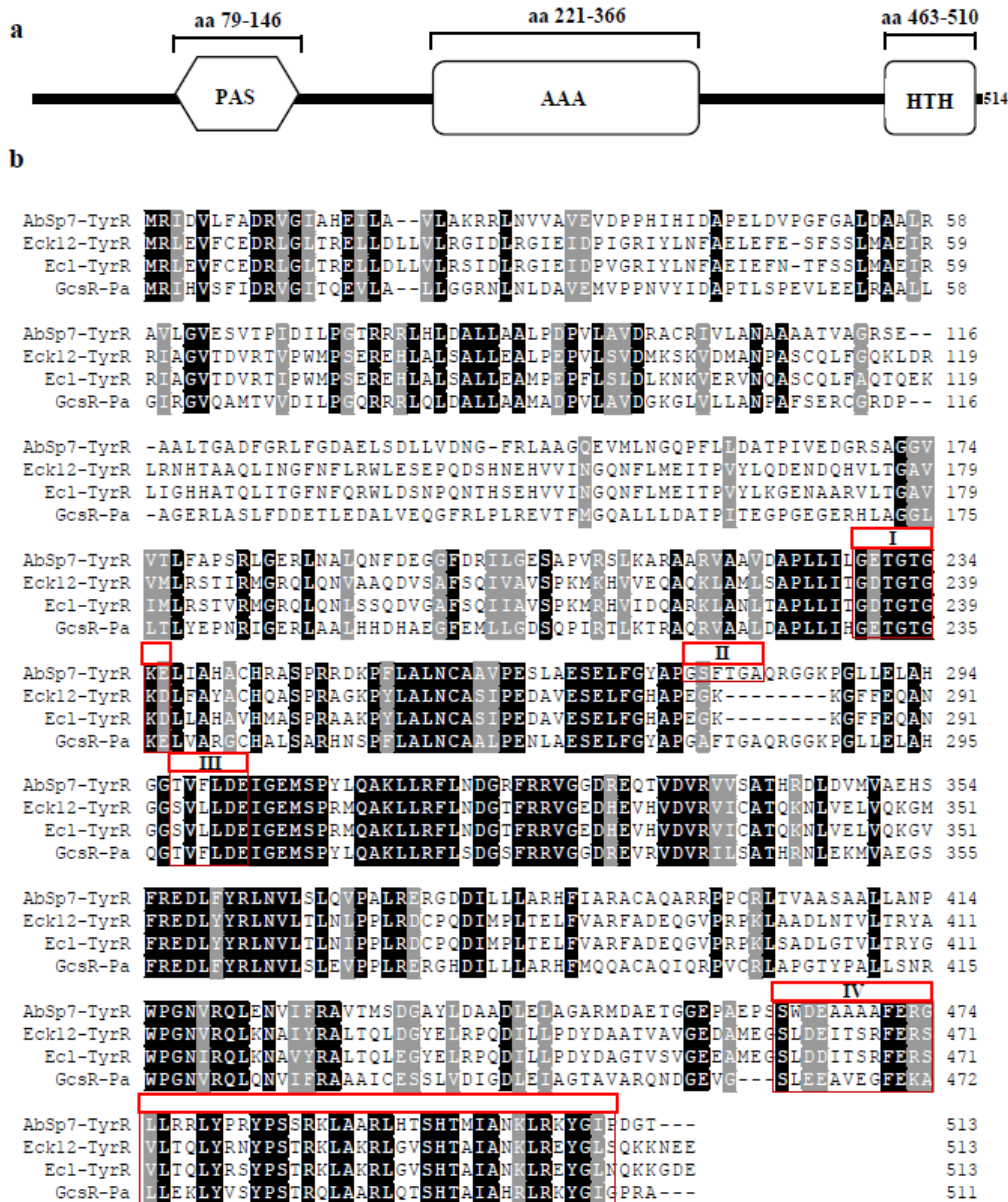 a
aa 79-146 aa 221-366 aa 463-510
PAS AAA HTH 514
b
AbSp7-TyrR MRIDVLFADRVGIAHEILA--VLAKRRLNVVAVEVDPPHIHIDAPELDVPGFGALDAALR 58
Eck12-TyrR MRLEVFCEDRLGLTRELLDLLVLRGIDLRGIEIDPIGRIYLNFAELEFE-SFSSLMAEIR 59
Ecl-TyrR MRLEVFCEDRLGLTRELLDLLVLRSIDLRGIEIDPVGRIYLNFAEIEFN-TFSSLMAEIR 59
GcsR-Pa MRIHVSFIDRVGITQEVLA--LLGGRNLNLDAVEMVPPNVYIDAPTLSPEVLEELRAALL 58
AbSp7-TyrR AVLGVESVTPIDILPGTRRRLHLDALLAALPDPVLAVDRACRIVLANAAAATVAGRSE-- 116
Eck12-TyrR RIAGVTDVRTVPWMPSEREHLALSALLEALPEPVLSVDMKSKVDMANPASCQLFGQKLDR 119
Ecl-TyrR RIAGVTDVRTIPWMPSEREHLALSALLEAMPEPFLSLDLKNKVERVNQASCQLFAQTQEK 119
GcsR-Pa GIRGVQAMTVVDILPGQRRRLQLDALLAAMADPVLAVDGKGLVLLANPAFSERCGRDP-- 116
AbSp7-TyrR -AALTGADFGRLFGDAELSDLLVDNG-FRLAAGQEVMLNGQPFLLDATPIVEDGRSAGGV 174
Eck12-TyrR LRNHTAAQLINGFNFLRWLESEPQDSHNEHVVINGQNFLMEITPVYLQDENDQHVLTGAV 179
Ecl-TyrR LIGHHATQLITGFNFQRWLDSNPQNTHSEHVVINGQNFLMEITPVYLKGENAARVLTGAV 179
GcsR-Pa -AGERLASLFDDETLEDALVEQGFRLPLREVTFMGQALLLDATPITEGPGEGERHLAGGL 175
I
AbSp7-TyrR VTLFAPSRLGERLNALQNFDEGGFDRILGESAPVRSLKARAARVAAVDAPLLILGETGTG 234
Eck12-TyrR VMLRSTIRMGRQLQNVAAQDVSAFSQIVAVSPKMKHVVEQAQKLAMLSAPLLITGDTGTG 239
Ecl-TyrR IMLRSTVRMGRQLQNLSSQDVGAFSQIIAVSPKMRHVIDQARKLANLTAPLLITGDTGTG 239
GcsR-Pa LTLYEPNRIGERLAALHHDHAEGFEMLLGDSQPIRTLKTRAQRVAALDAPLLIHGETGTG 235
II
AbSp7-TyrR KELIAHACHRASPRRDKPFLALNCAAVPESLAESELFGYAPGSFTGAQRGGKPGLLELAH 294
Eck12-TyrR KDLFAYACHQASPRAGKPYLALNCASIPEDAVESELFGHAPEGK--------KGFFEQAN 291
Ecl-TyrR KDLLAHAVHMASPRAAKPYLALNCASIPEDAVESELFGHAPEGK--------KGFFEQAN 291
GcsR-Pa KELVARGCHALSARHNSPFLALNCAALPENLAESELFGYAPGAFTGAQRGGKPGLLELAH 295
III
AbSp7-TyrR GGTVFLDEIGEMSPYLQAKLLRFLNDGRFRRVGGDREQTVDVRVVSATHRDLDVMVAEHS 354
Eck12-TyrR GGSVLLDEIGEMSPRMQAKLLRFLNDGTFRRVGEDHEVHVDVRVICATQKNLVELVQKGM 351
Ecl-TyrR GGSVLLDEIGEMSPRMQAKLLRFLNDGTFRRVGEDHEVHVDVRVICATQKNLVELVQKGV 351
GcsR-Pa QGTVFLDEIGEMSPYLQAKLLRFLSDGSFRRVGGDREVRVDVRILSATHRNLEKMVAEGS 355
AbSp7-TyrR FREDLFYRLNVLSLQVPALRERGDDILLLARHFIARACAQARRPPCRLTVAASAALLANP 414
Eck12-TyrR FREDLYYRLNVLTLNLPPLRDCPQDIMPLTELFVARFADEQGVPRPKLAADLNTVLTRYA 411
Ecl-TyrR FREDLYYRLNVLTLNIPPLRDCPQDIMPLTELFVARFADEQGVPRPKLSADLGTVLTRYG 411
GcsR-Pa FREDLFYRLNVLSLEVPPLRERGHDILLLARHFMQQACAQIQRPVCRLAPGTYPALLSNR 415
IV
AbSp7-TyrR WPGNVRQLENVIFRAVTMSDGAYLDAADLELAGARMDAETGGEPAEPSSWDEAAAAFERG 474
Eck12-TyrR WPGNVRQLKNAIYRALTQLDGYELRPQDILLPDYDAATVAVGEDAMEGSLDEITSRFERS 471
Ecl-TyrR WPGNIRQLKNAVYRALTQLEGYELRPQDILLPDYDAGTVSVGEEAMEGSLDDITSRFERS 471
GcsR-Pa WPGNVRQLQNVIFRAAAICESSLVDIGDLEIAGTAVARQNDGEVG---SLEEAVEGFEKA 472
AbSp7-TyrR LLRRLYPRYPSSRKLAARLHTSHTMIANKLRKYGIPDGT--- 513
Eck12-TyrR VLTQLYRNYPSTRKLAKRLGVSHTAIANKLREYGLSQKKNEE 513
Ecl-TyrR VLTQLYRSYPSTRKLAKRLGVSHTAIANKLREYGLNQKKGDE 513
GcsR-Pa LLEKLYVSYPSTRQLAARLQTSHTAIAHRLRKYGIGPRA--- 511